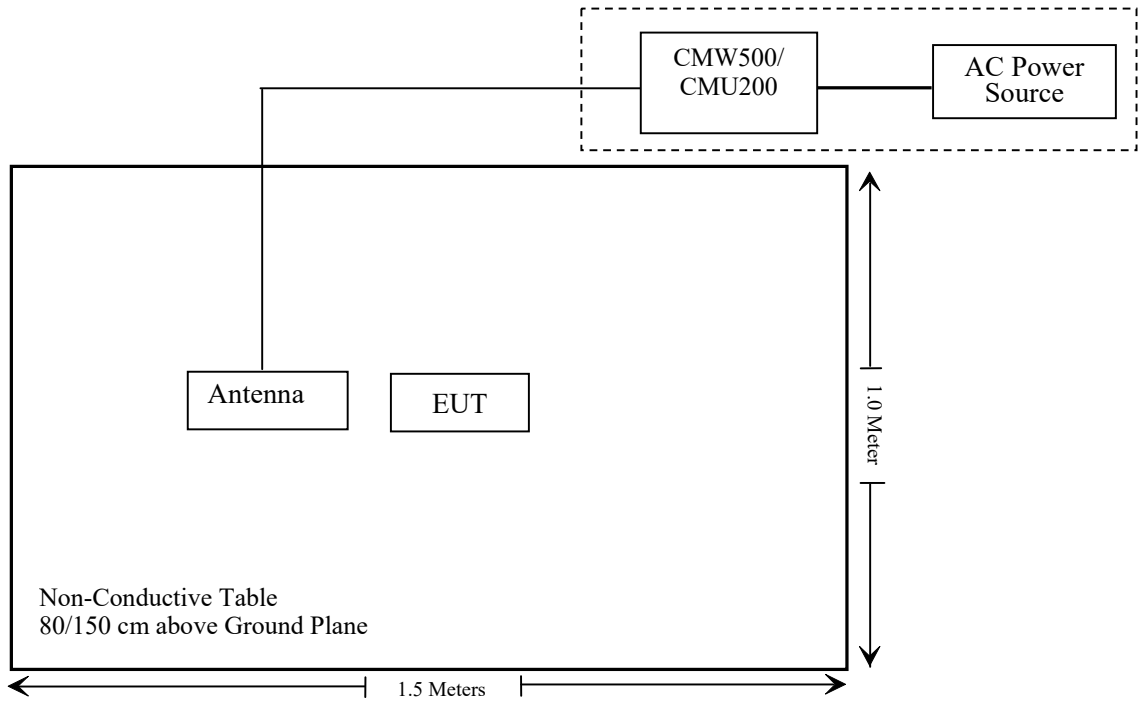 CMW500/
CMU200
AC Power
Source
Antenna
EUT
1.0 Meter
Non-Conductive Table
80/150 cm above Ground Plane
1.5 Meters